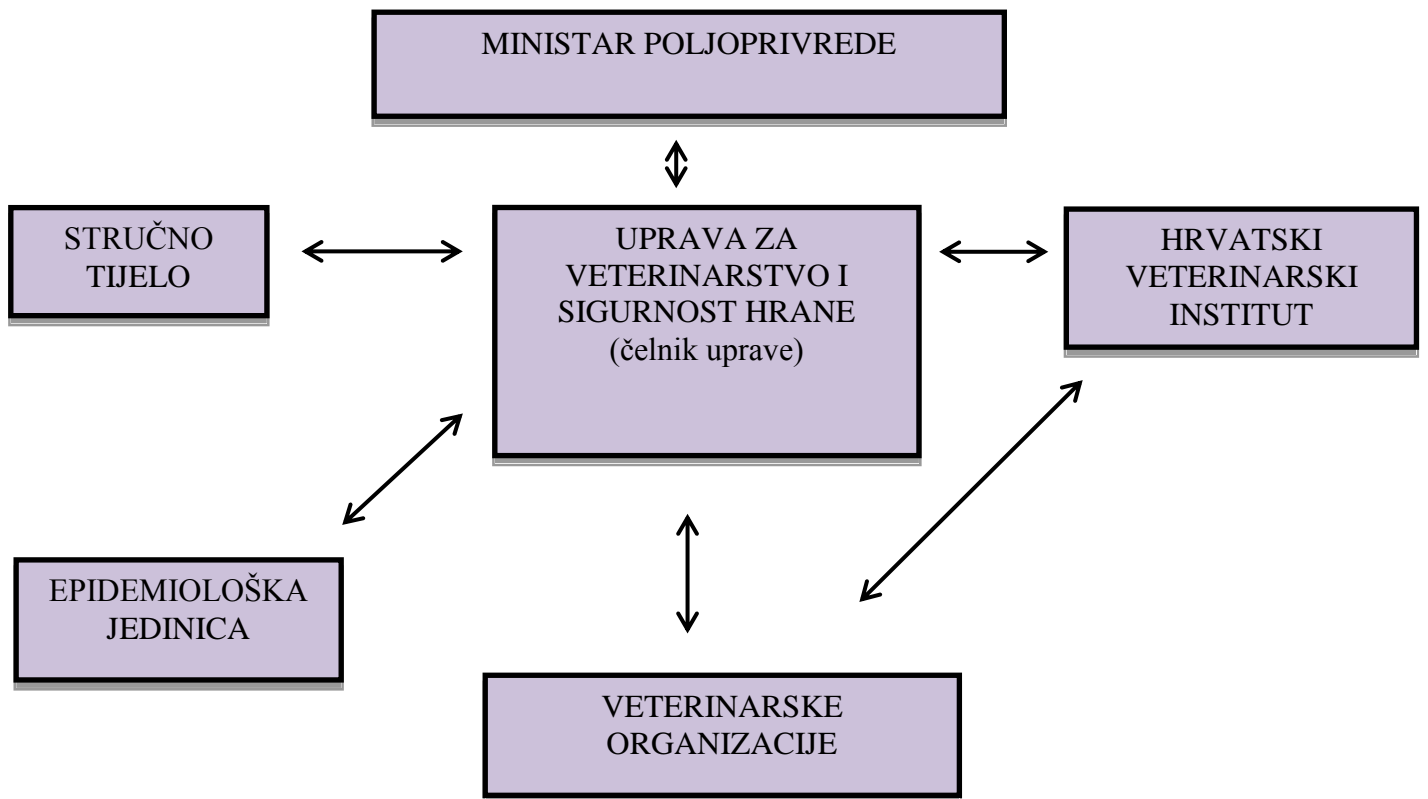 MINISTAR POLJOPRIVREDE
STRUČNO
TIJELO
UPRAVA ZA
VETERINARSTVO I
SIGURNOST HRANE
(čelnik uprave)
HRVATSKI
VETERINARSKI
INSTITUT
EPIDEMIOLOŠKA
JEDINICA
VETERINARSKE
ORGANIZACIJE